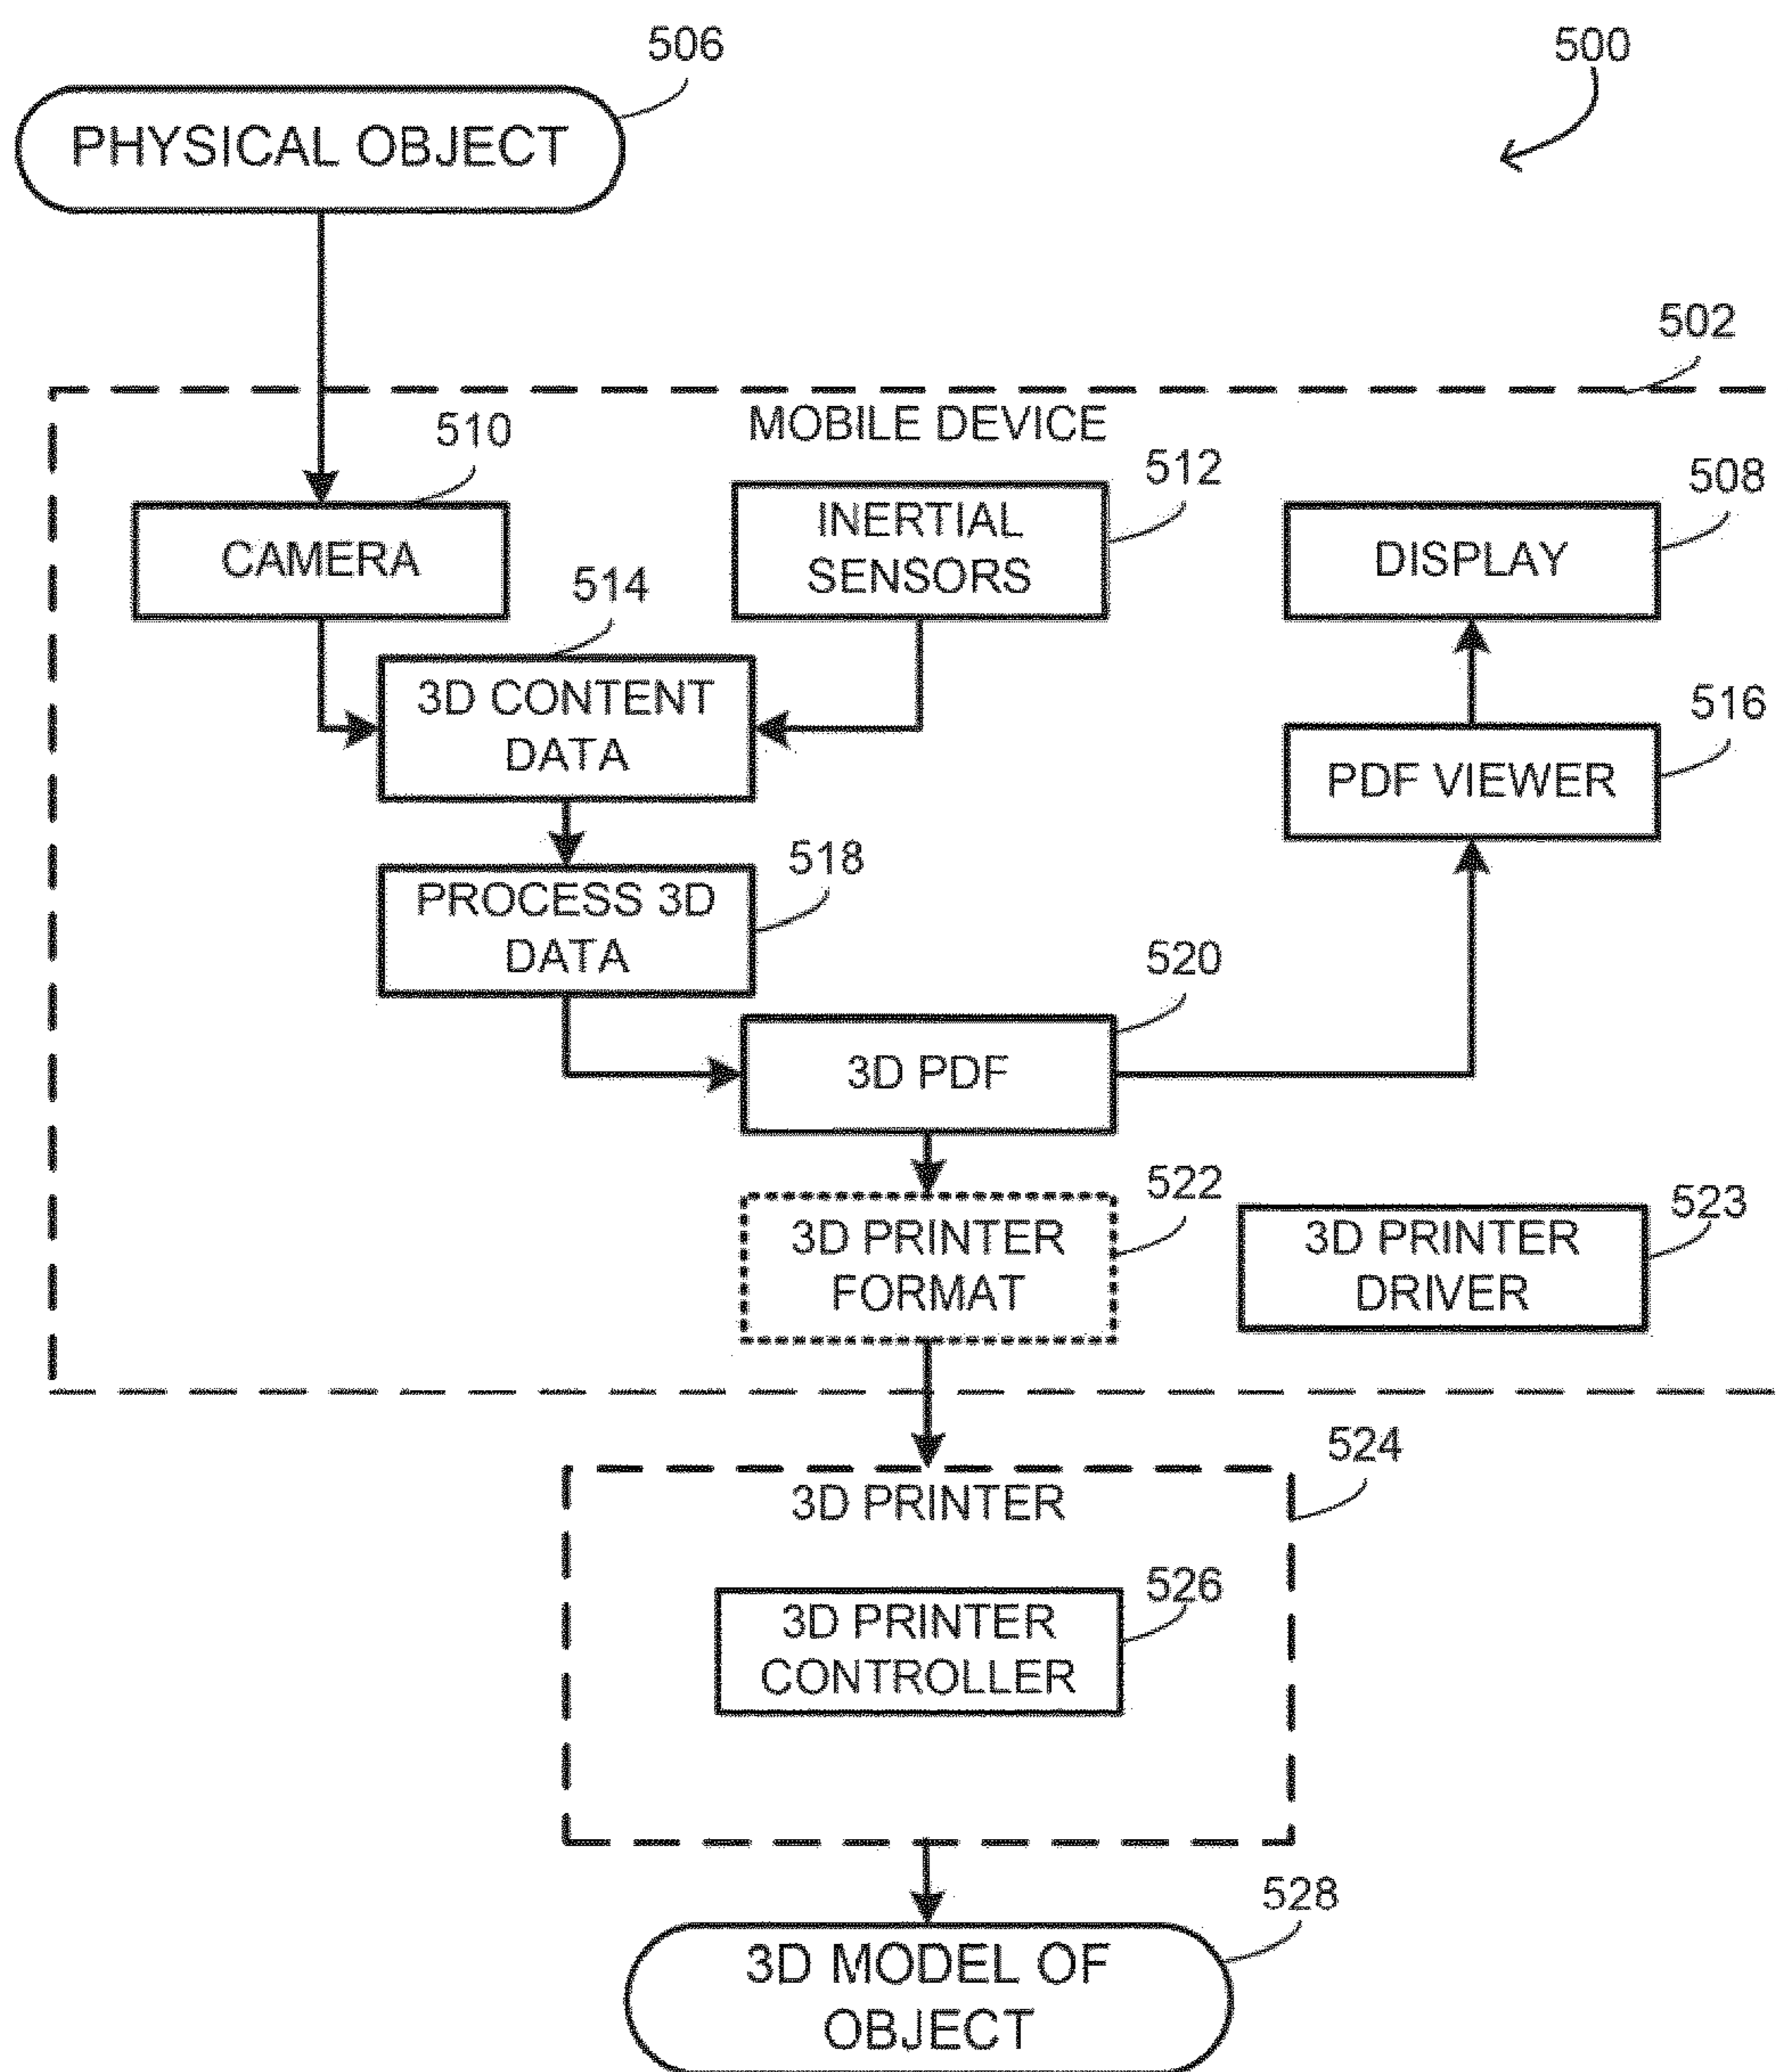 506
500
PHYSICAL OBJECT
502
MOBILE DEVICE
510
512
508
CAMERA
INERTIAL
SENSORS
DISPLAY
514
3D CONTENT
DATA
516
PDF VIEWER
518
PROCESS 3D
DATA
520
3D PDF
522
523
3D PRINTER
FORMAT
3D PRINTER
DRIVER
524
3D PRINTER
526
3D PRINTER
CONTROLLER
528
3D MODEL OF
OBJECT